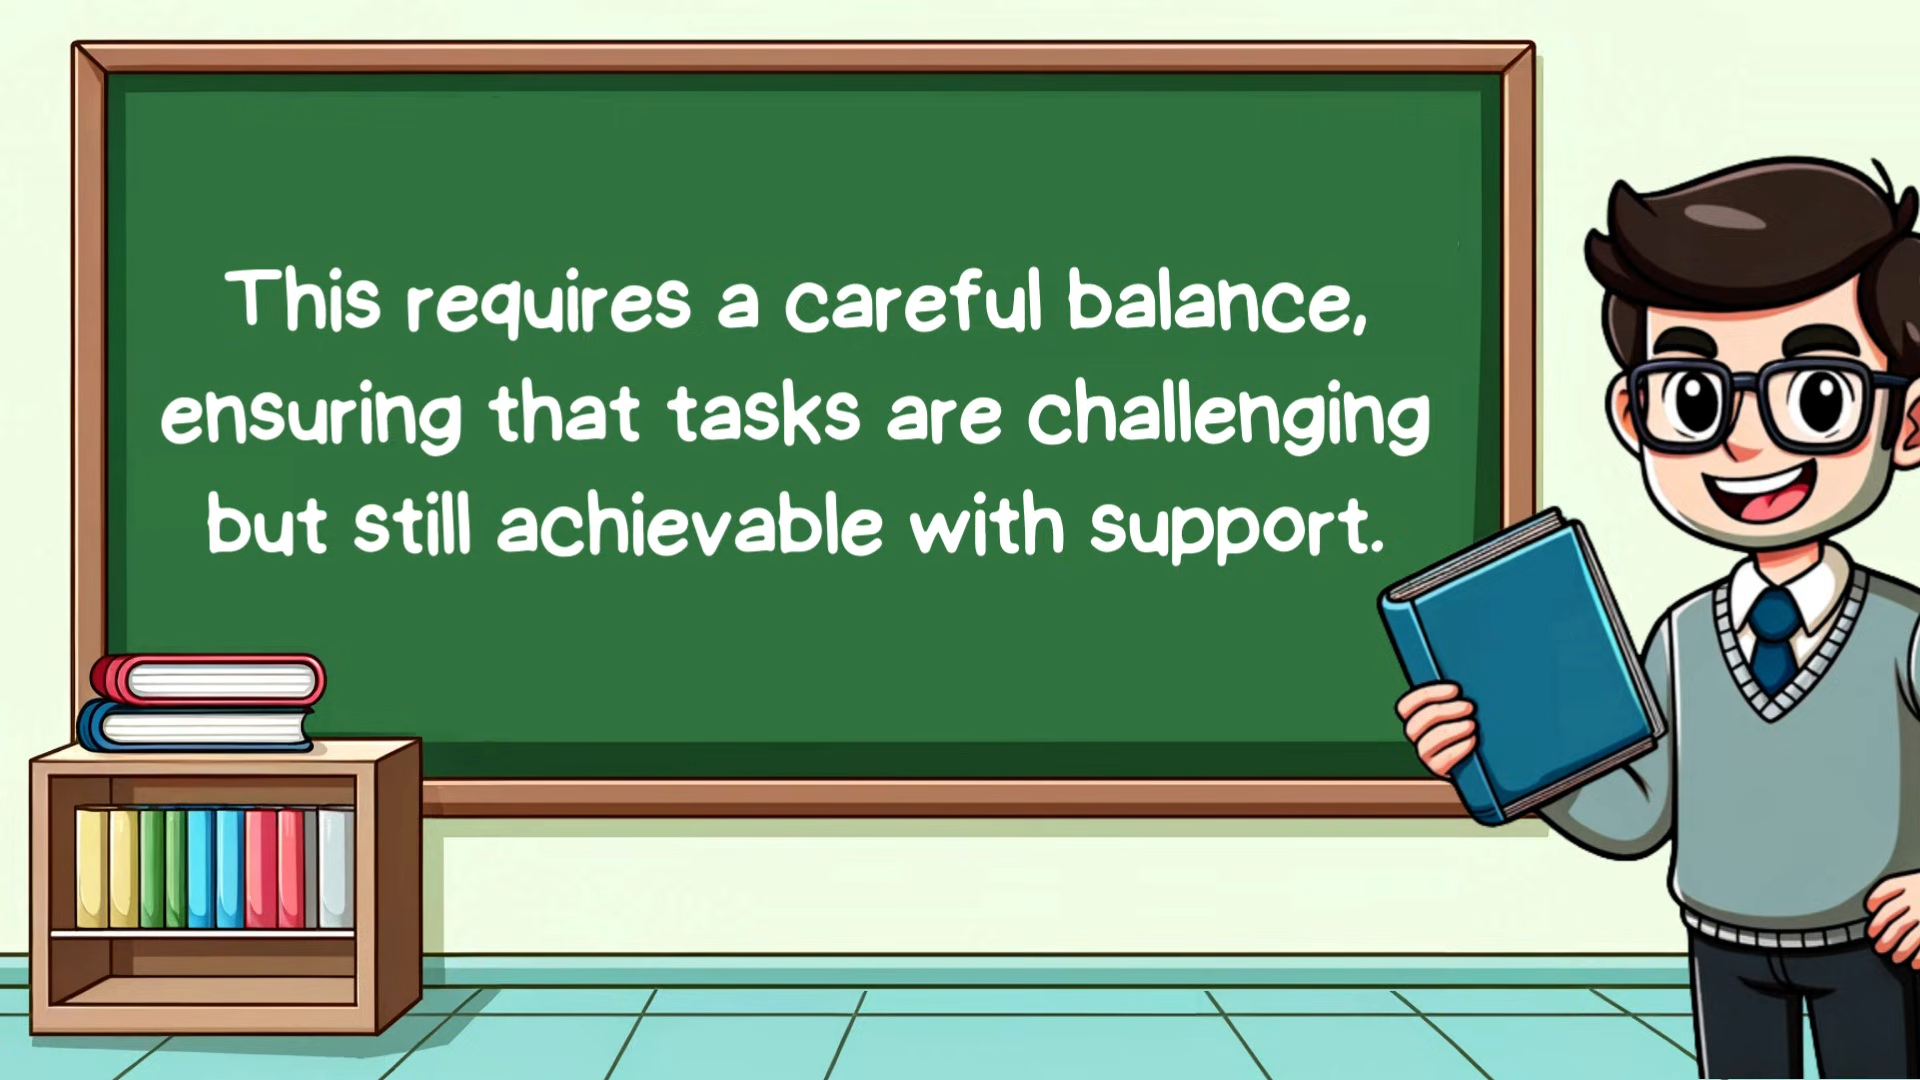 This requires a careful balance,
ensuring that tasks are challenging
but still achievable with support.